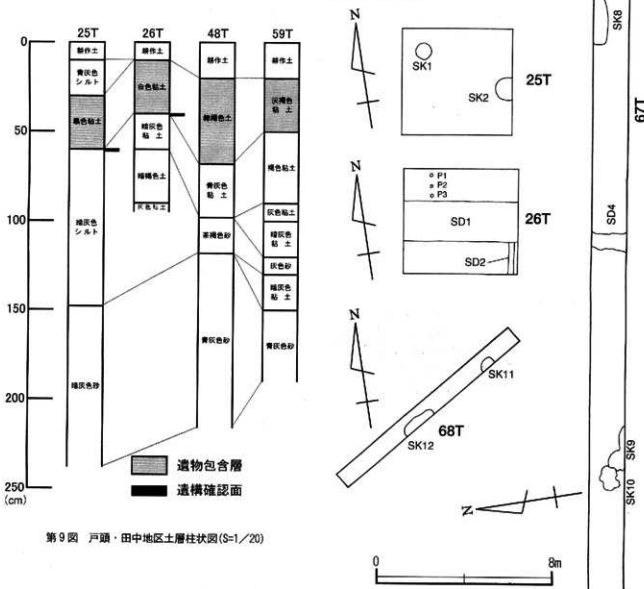 25T 26T 48T 59T
0
50
100
150
200
250
(cm)
耕作土
青灰色
シルト
黒色粘土
暗灰色
シルト
暗灰色砂
耕作土
白色粘土
暗灰色
粘土
暗褐色土
灰色粘土
耕作土
暗褐色土
青灰色
粘土
茶褐色砂
青灰色砂
耕作土
灰褐色
粘土
褐色粘土
灰色粘土
暗灰色
粘土
灰色砂
暗灰色
粘土
青灰色砂
遺物包含層
遺構確認面
第9図 戸頭・田中地区土層柱状図(S=1/20)
N
SK1
SK2
25T
N
P1
P2
P3
SD1
SD2
26T
N
SK11
SK12
68T
N
0 8m
SK8
67T
SD4
SK9
SK10